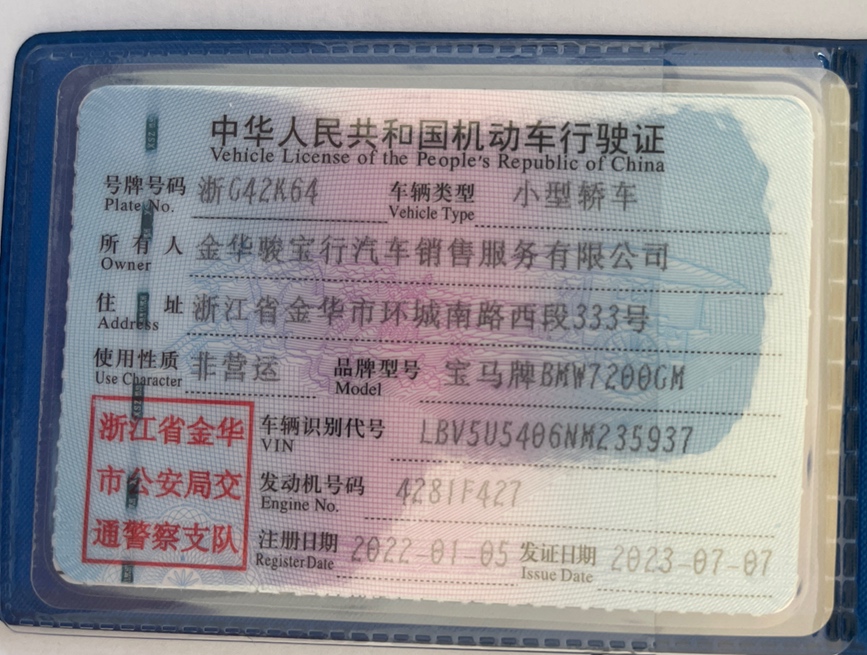 中华人民共和国机动车行驶证
Vehicle License of the People's Republic of China
号牌号码 浙G42K64 车辆类型 小型轿车
Plate No. Vehicle Type
所有人 金华骏宝行汽车销售服务有限公司
Owner
住址 浙江省金华市环城南路西段333号
Address
使用性质 非营运 品牌型号 宝马牌BMW7200GM
Use Character Model
浙江省金华 车辆识别代号 LBV5U5406NM235937
VIN
市公安局交 发动机号码 4281F427
Engine No.
通警察支队 注册日期 2022-01-05 发证日期 2023-07-07
Register Date Issue Date